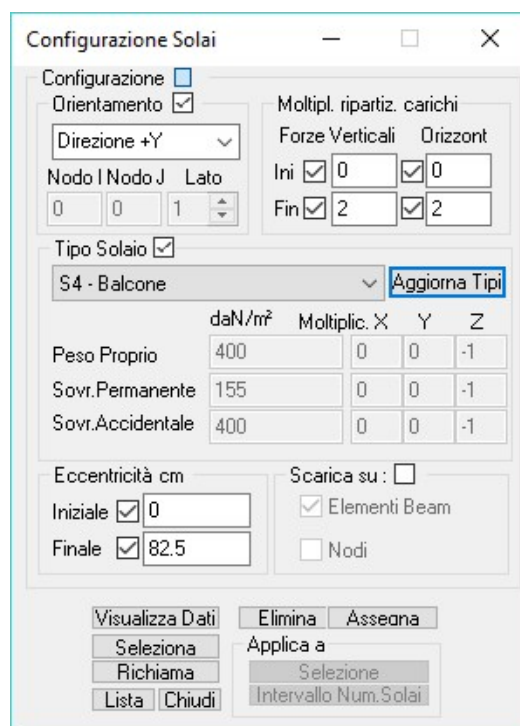 Configurazione Solai
Configurazione
Orientamento
Direzione +Y
Nodo I Nodo J Lato
0 0 1
Moltipl. ripartiz. carichi
Forze Verticali Orizzont
Ini 0 0
Fin 2 2
Tipo Solaio
S4 - Balcone Aggiorna Tipi
daN/m² Moltiplic. X Y Z
Peso Proprio 400 0 0 -1
Sovr.Permanente 155 0 0 -1
Sovr.Accidentale 400 0 0 -1
Eccentricità cm
Iniziale 0
Finale 82.5
Scarica su :
Elementi Beam
Nodi
Visualizza Dati Elimina Assegna
Seleziona
Richiama
Lista Chiudi
Applica a
Selezione
Intervallo Num.Solai